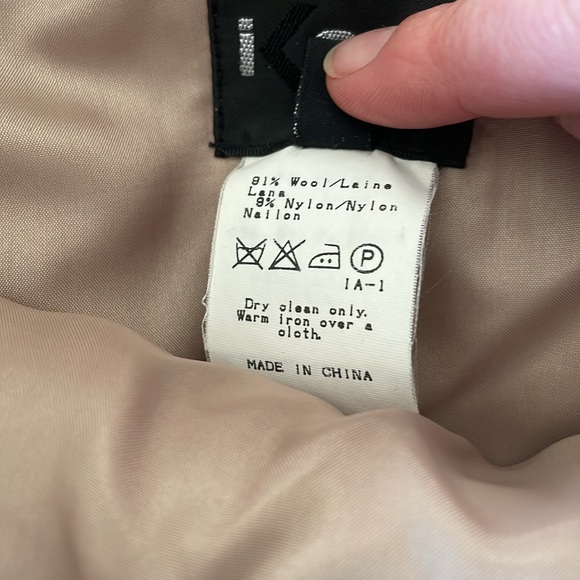 91% Wool/Laine
Lana
9% Nylon/Nylon
Nailon
P
IA-1
Dry clean only.
Warm iron over a
cloth.
MADE IN CHINA